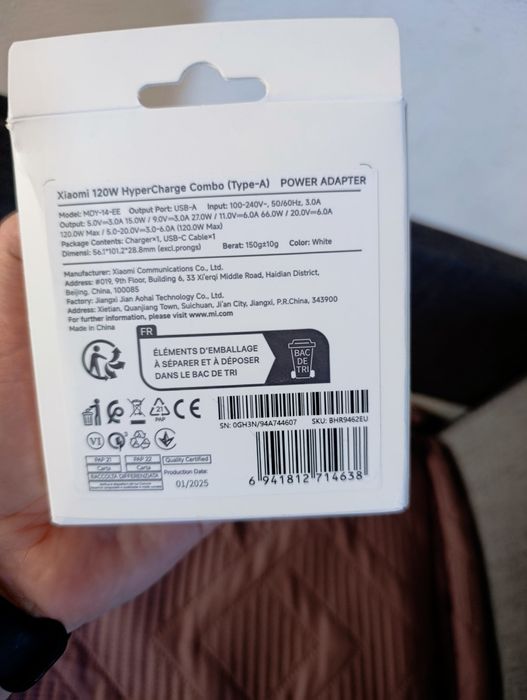 Xiaomi 120W HyperCharge Combo (Type-A) POWER ADAPTER
Model: MDY-14-EE Output Port: USB-A Input: 100-240V~, 50/60Hz, 3.0A
Output: 5.0V=3.0A 15.0W / 9.0V=3.0A 27.0W / 11.0V=6.0A 66.0W / 20.0V=6.0A
120.0W Max / 5.0-20.0V=3.0-6.0A (120.0W Max)
Package Contents: Charger×1, USB-C Cable×1
Dimensi: 56.1*101.2*28.8mm (excl.prongs) Berat: 150g±10g Color: White
Manufacturer: Xiaomi Communications Co., Ltd.
Address: #019, 9th Floor, Building 6, 33 Xi'erqi Middle Road, Haidian District,
Beijing, China, 100085
Factory: Jiangxi Jian Aohai Technology Co., Ltd.
Address: Xietian, Quanjiang Town, Suichuan, Ji'an City, Jiangxi, P.R.China, 343900
For further information, please visit www.mi.com
Made in China
FR
ÉLÉMENTS D'EMBALLAGE
À SÉPARER ET À DÉPOSER
DANS LE BAC DE TRI
BAC
DE
TRI
21
PAP
CE
SN: 0GH3N/94A744607 SKU: BHR9462EU
VI
PAP 21 PAP 22 Quality Certified
Carta Carta
RACCOLTA DIFFERENZIATA
Production Date:
01/2025
6 941812 714638